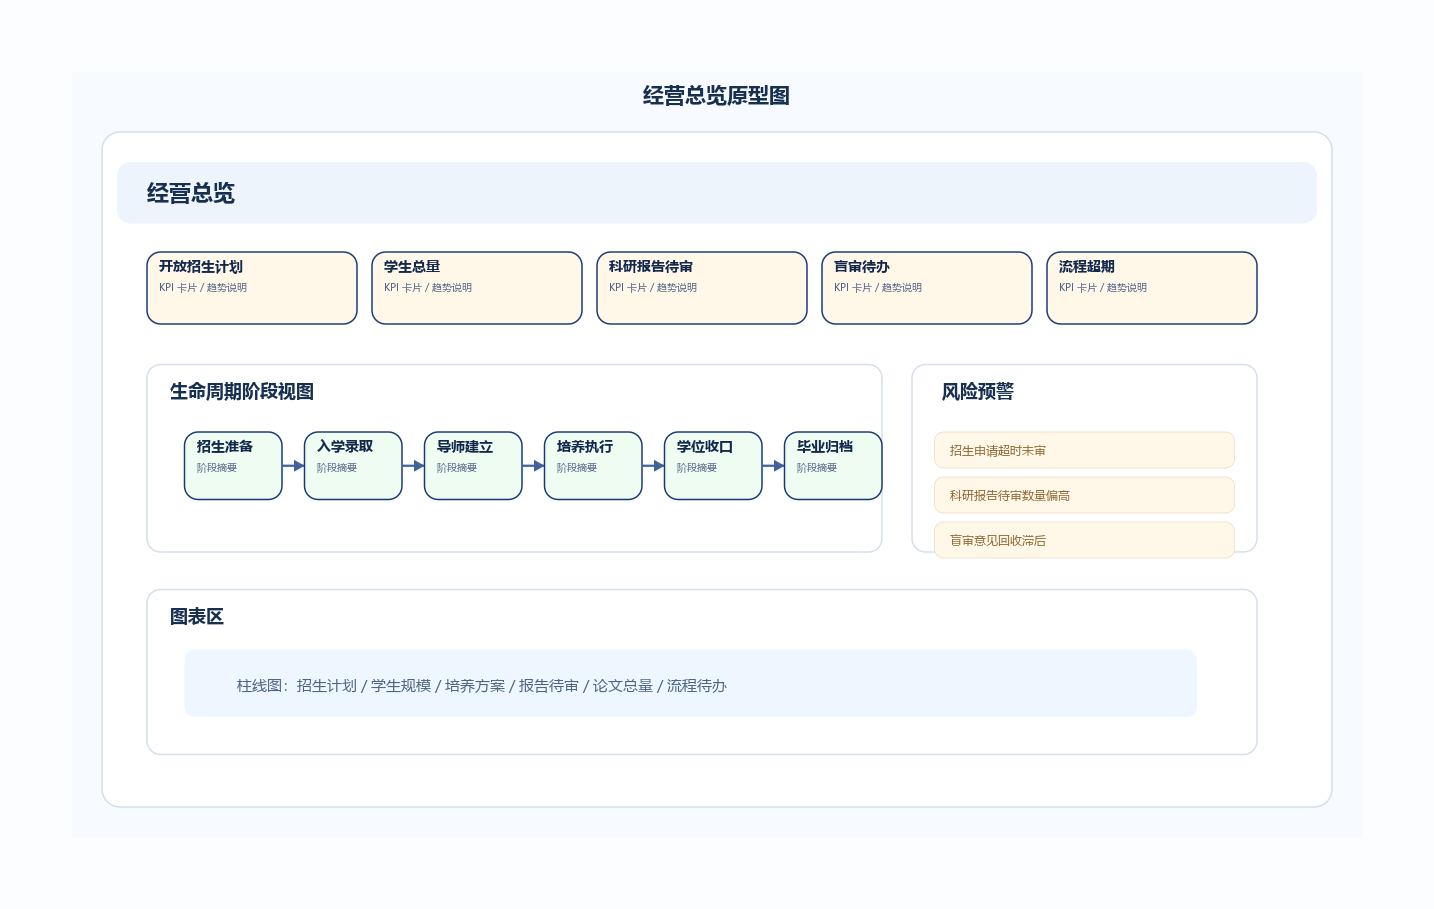 经营总览原型图
经营总览
开放招生计划
KPI 卡片 / 趋势说明
学生总量
KPI 卡片 / 趋势说明
科研报告待审
KPI 卡片 / 趋势说明
盲审待办
KPI 卡片 / 趋势说明
流程超期
KPI 卡片 / 趋势说明
生命周期阶段视图
招生准备
阶段摘要
入学录取
阶段摘要
导师建立
阶段摘要
培养执行
阶段摘要
学位收口
阶段摘要
毕业归档
阶段摘要
风险预警
招生申请超时未审
科研报告待审数量偏高
盲审意见回收滞后
图表区
柱线图：招生计划 / 学生规模 / 培养方案 / 报告待审 / 论文总量 / 流程待办